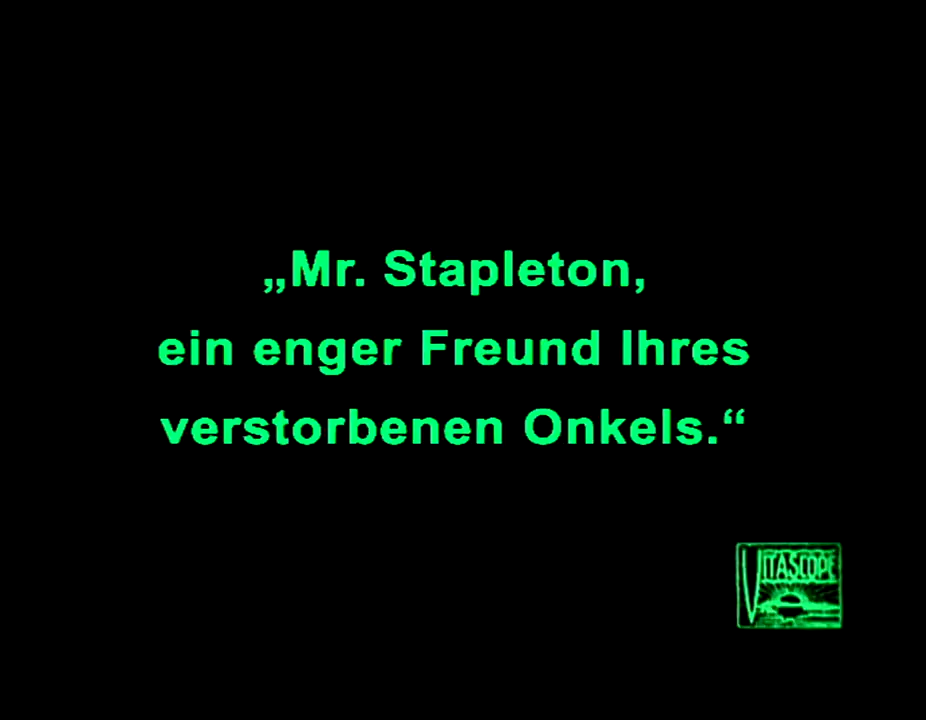 „Mr. Stapleton,
ein enger Freund Ihres
verstorbenen Onkels.“
VITASCOPE